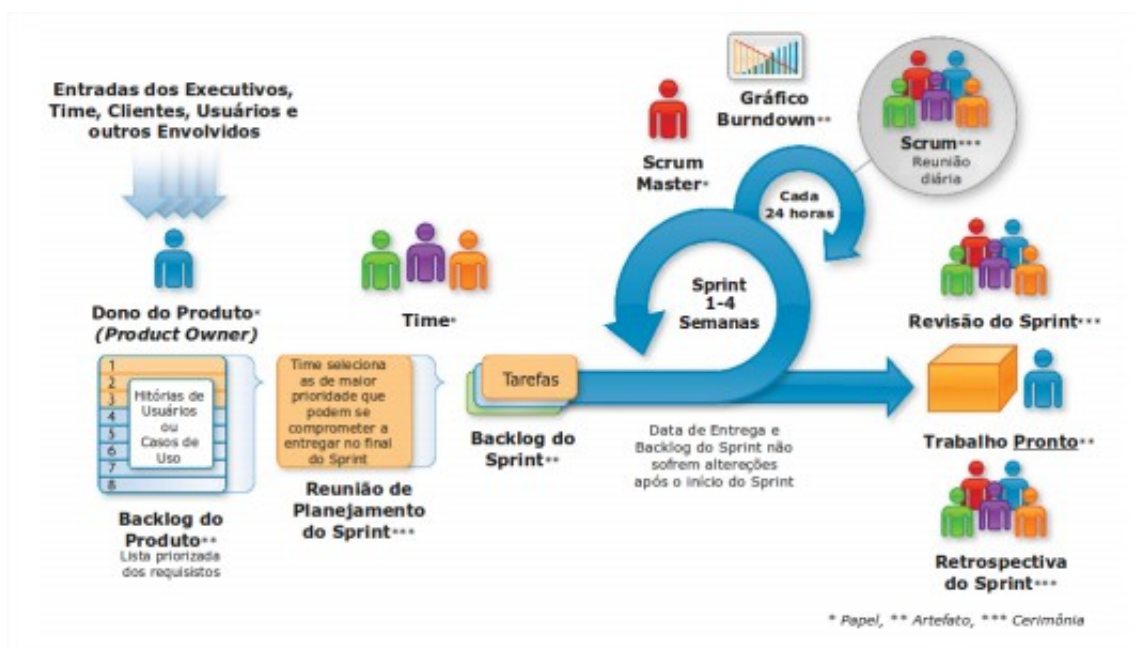 Entradas dos Executivos,
Time, Clientes, Usuários e
outros Envolvidos
Dono do Produto*
(Product Owner)
1
2
3
4
5
6
7
8
Hitórias de
Usuários
ou
Casos de
Uso
Backlog do
Produto**
Lista priorizada
dos requisistos
Time*
Time seleciona
as de maior
prioridade que
podem se
comprometer a
entregar no final
do Sprint
Reunião de
Planejamento
do Sprint***
Tarefas
Backlog do
Sprint**
Scrum
Master*
Gráfico
Burndown**
Cada
24 horas
Scrum***
Reunião
diária
Sprint
1-4
Semanas
Data de Entrega e
Backlog do Sprint não
sofrem altereções
após o início do Sprint
Revisão do Sprint***
Trabalho Pronto**
Retrospectiva
do Sprint***
* Papel, ** Artefato, *** Cerimônia